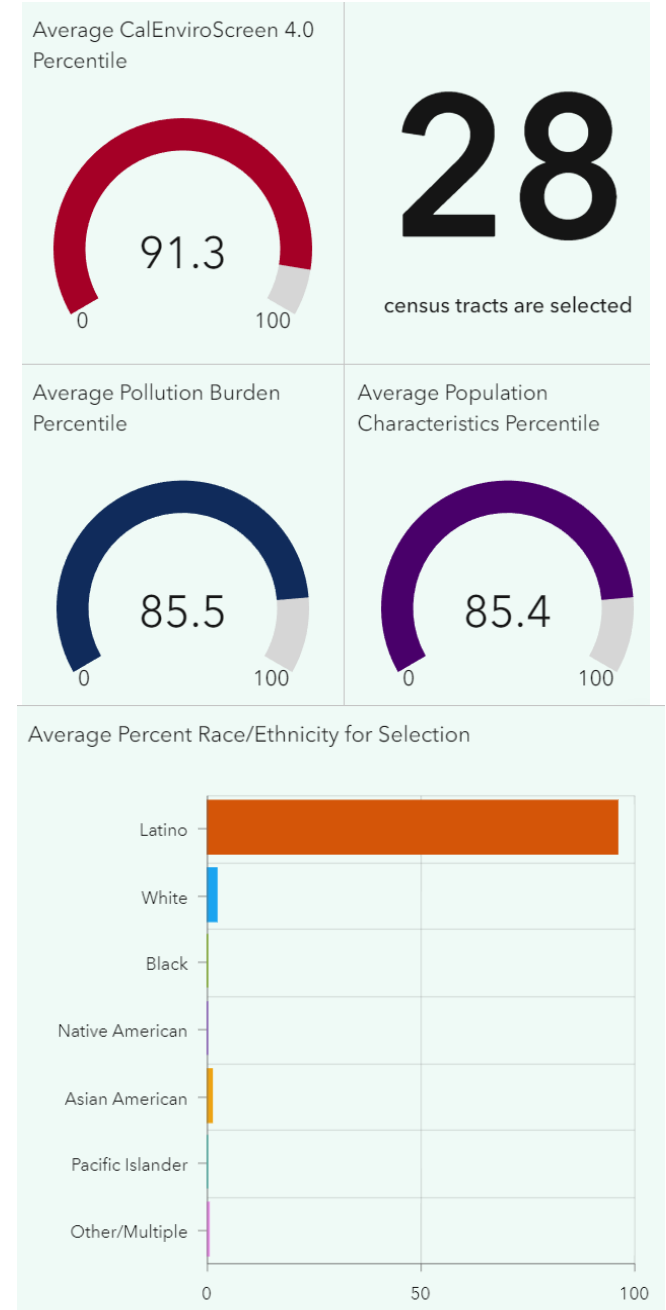 Average CalEnviroScreen 4.0
Percentile
91.3
0
100
28
census tracts are selected
Average Pollution Burden
Percentile
85.5
0
100
Average Population
Characteristics Percentile
85.4
0
100
Average Percent Race/Ethnicity for Selection
Latino
White
Black
Native American
Asian American
Pacific Islander
Other/Multiple
0
50
100